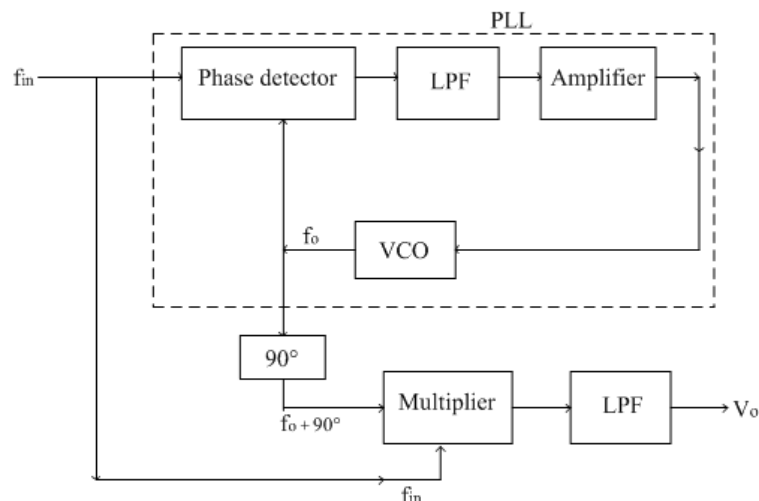 PLL
fin
Phase detector
LPF
Amplifier
fo
VCO
90°
Multiplier
LPF
Vo
fo + 90°
fin